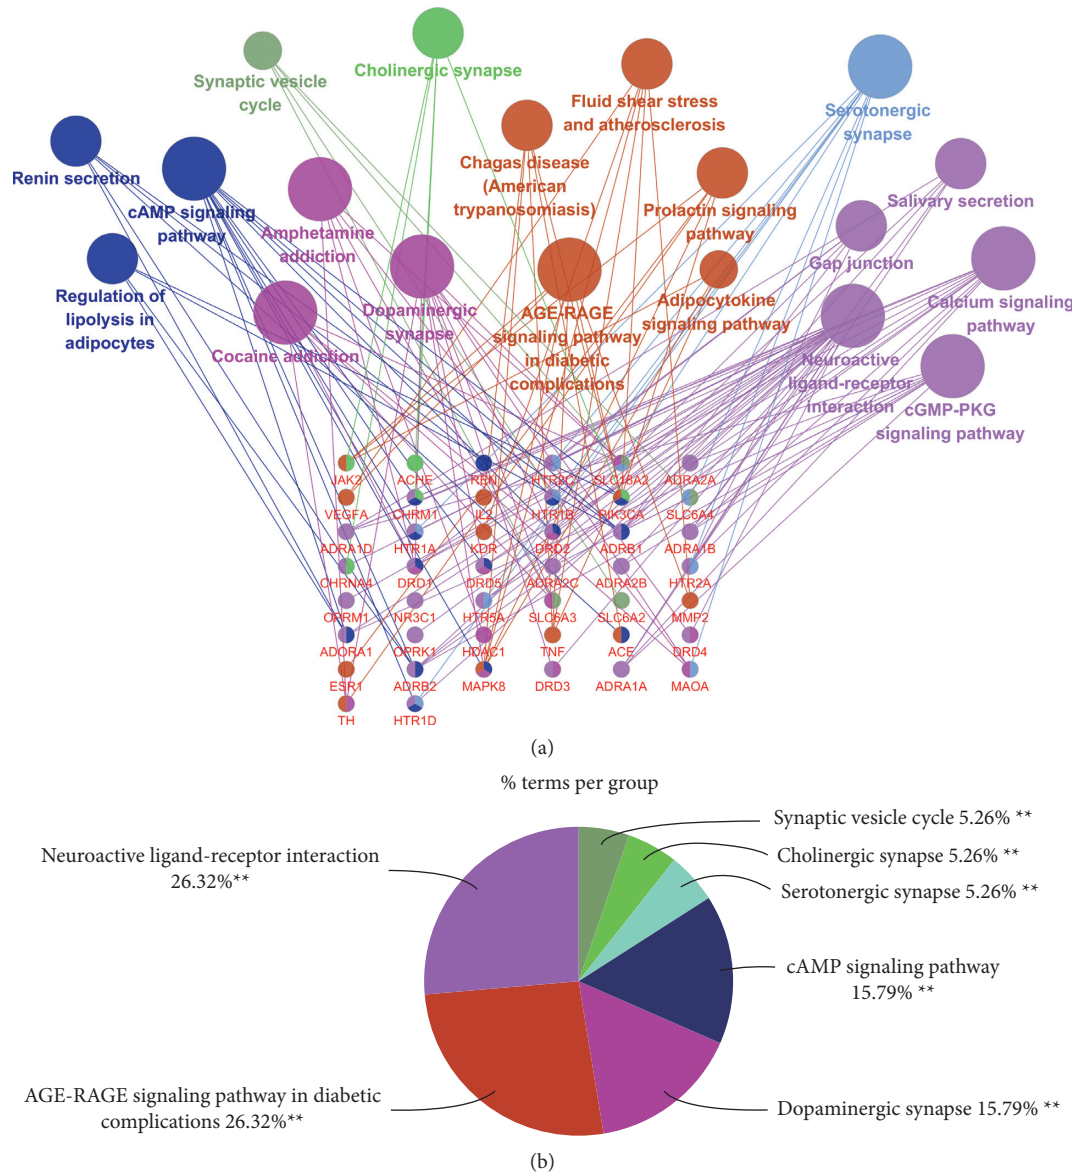 Cholinergic synapse
Synaptic vesicle
cycle
Fluid shear stress
and atherosclerosis
Serotonergic
synapse
Renin secretion
cAMP signaling
pathway
Chagas disease
(American
trypanosomiasis)
Prolactin signaling
pathway
Salivary secretion
Amphetamine
addiction
Gap junction
Regulation of
lipolysis in
adipocytes
Dopaminergic
synapse
Cocaine addiction
AGE-RAGE
signaling pathway
in diabetic
complications
Adipocytokine
signaling pathway
Calcium signaling
pathway
Neuroactive
ligand-receptor
interaction
cGMP-PKG
signaling pathway
JAK2 ACHE REN HTR2C SLC18A2 ADRA2A
VEGFA CHRM1 IL2 HTR1B PIK3CA SLC6A4
ADRA1D HTR1A KDR DRD2 ADRB1 ADRA1B
CHRNA4 DRD1 DRD5 ADRA2C ADRA2B HTR2A
OPRM1 NR3C1 HTR5A SLC6A3 SLC6A2 MMP2
ADORA1 OPRK1 HDAC1 TNF ACE DRD4
ESR1 ADRB2 MAPK8 DRD3 ADRA1A MAOA
TH HTR1D
(a)
% terms per group
Synaptic vesicle cycle 5.26% **
Cholinergic synapse 5.26% **
Serotonergic synapse 5.26% **
Neuroactive ligand-receptor interaction
26.32%**
cAMP signaling pathway
15.79% **
AGE-RAGE signaling pathway in diabetic
complications 26.32%**
Dopaminergic synapse 15.79% **
(b)